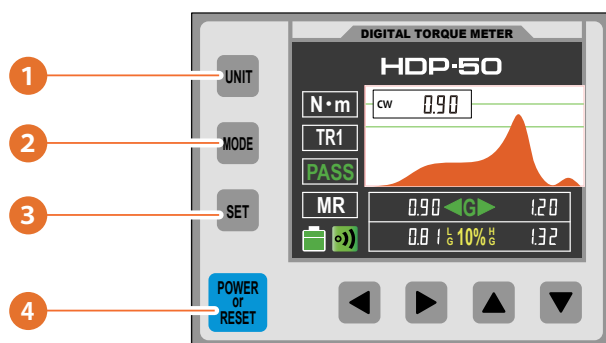 DIGITAL TORQUE METER
HDP-50
1
UNIT
2
MODE
3
SET
4
POWER
or
RESET
N•m
TR1
PASS
MR
CW 0.90
0.90 ◀G▶ 1.20
0.81 L G 10% H G 1.32